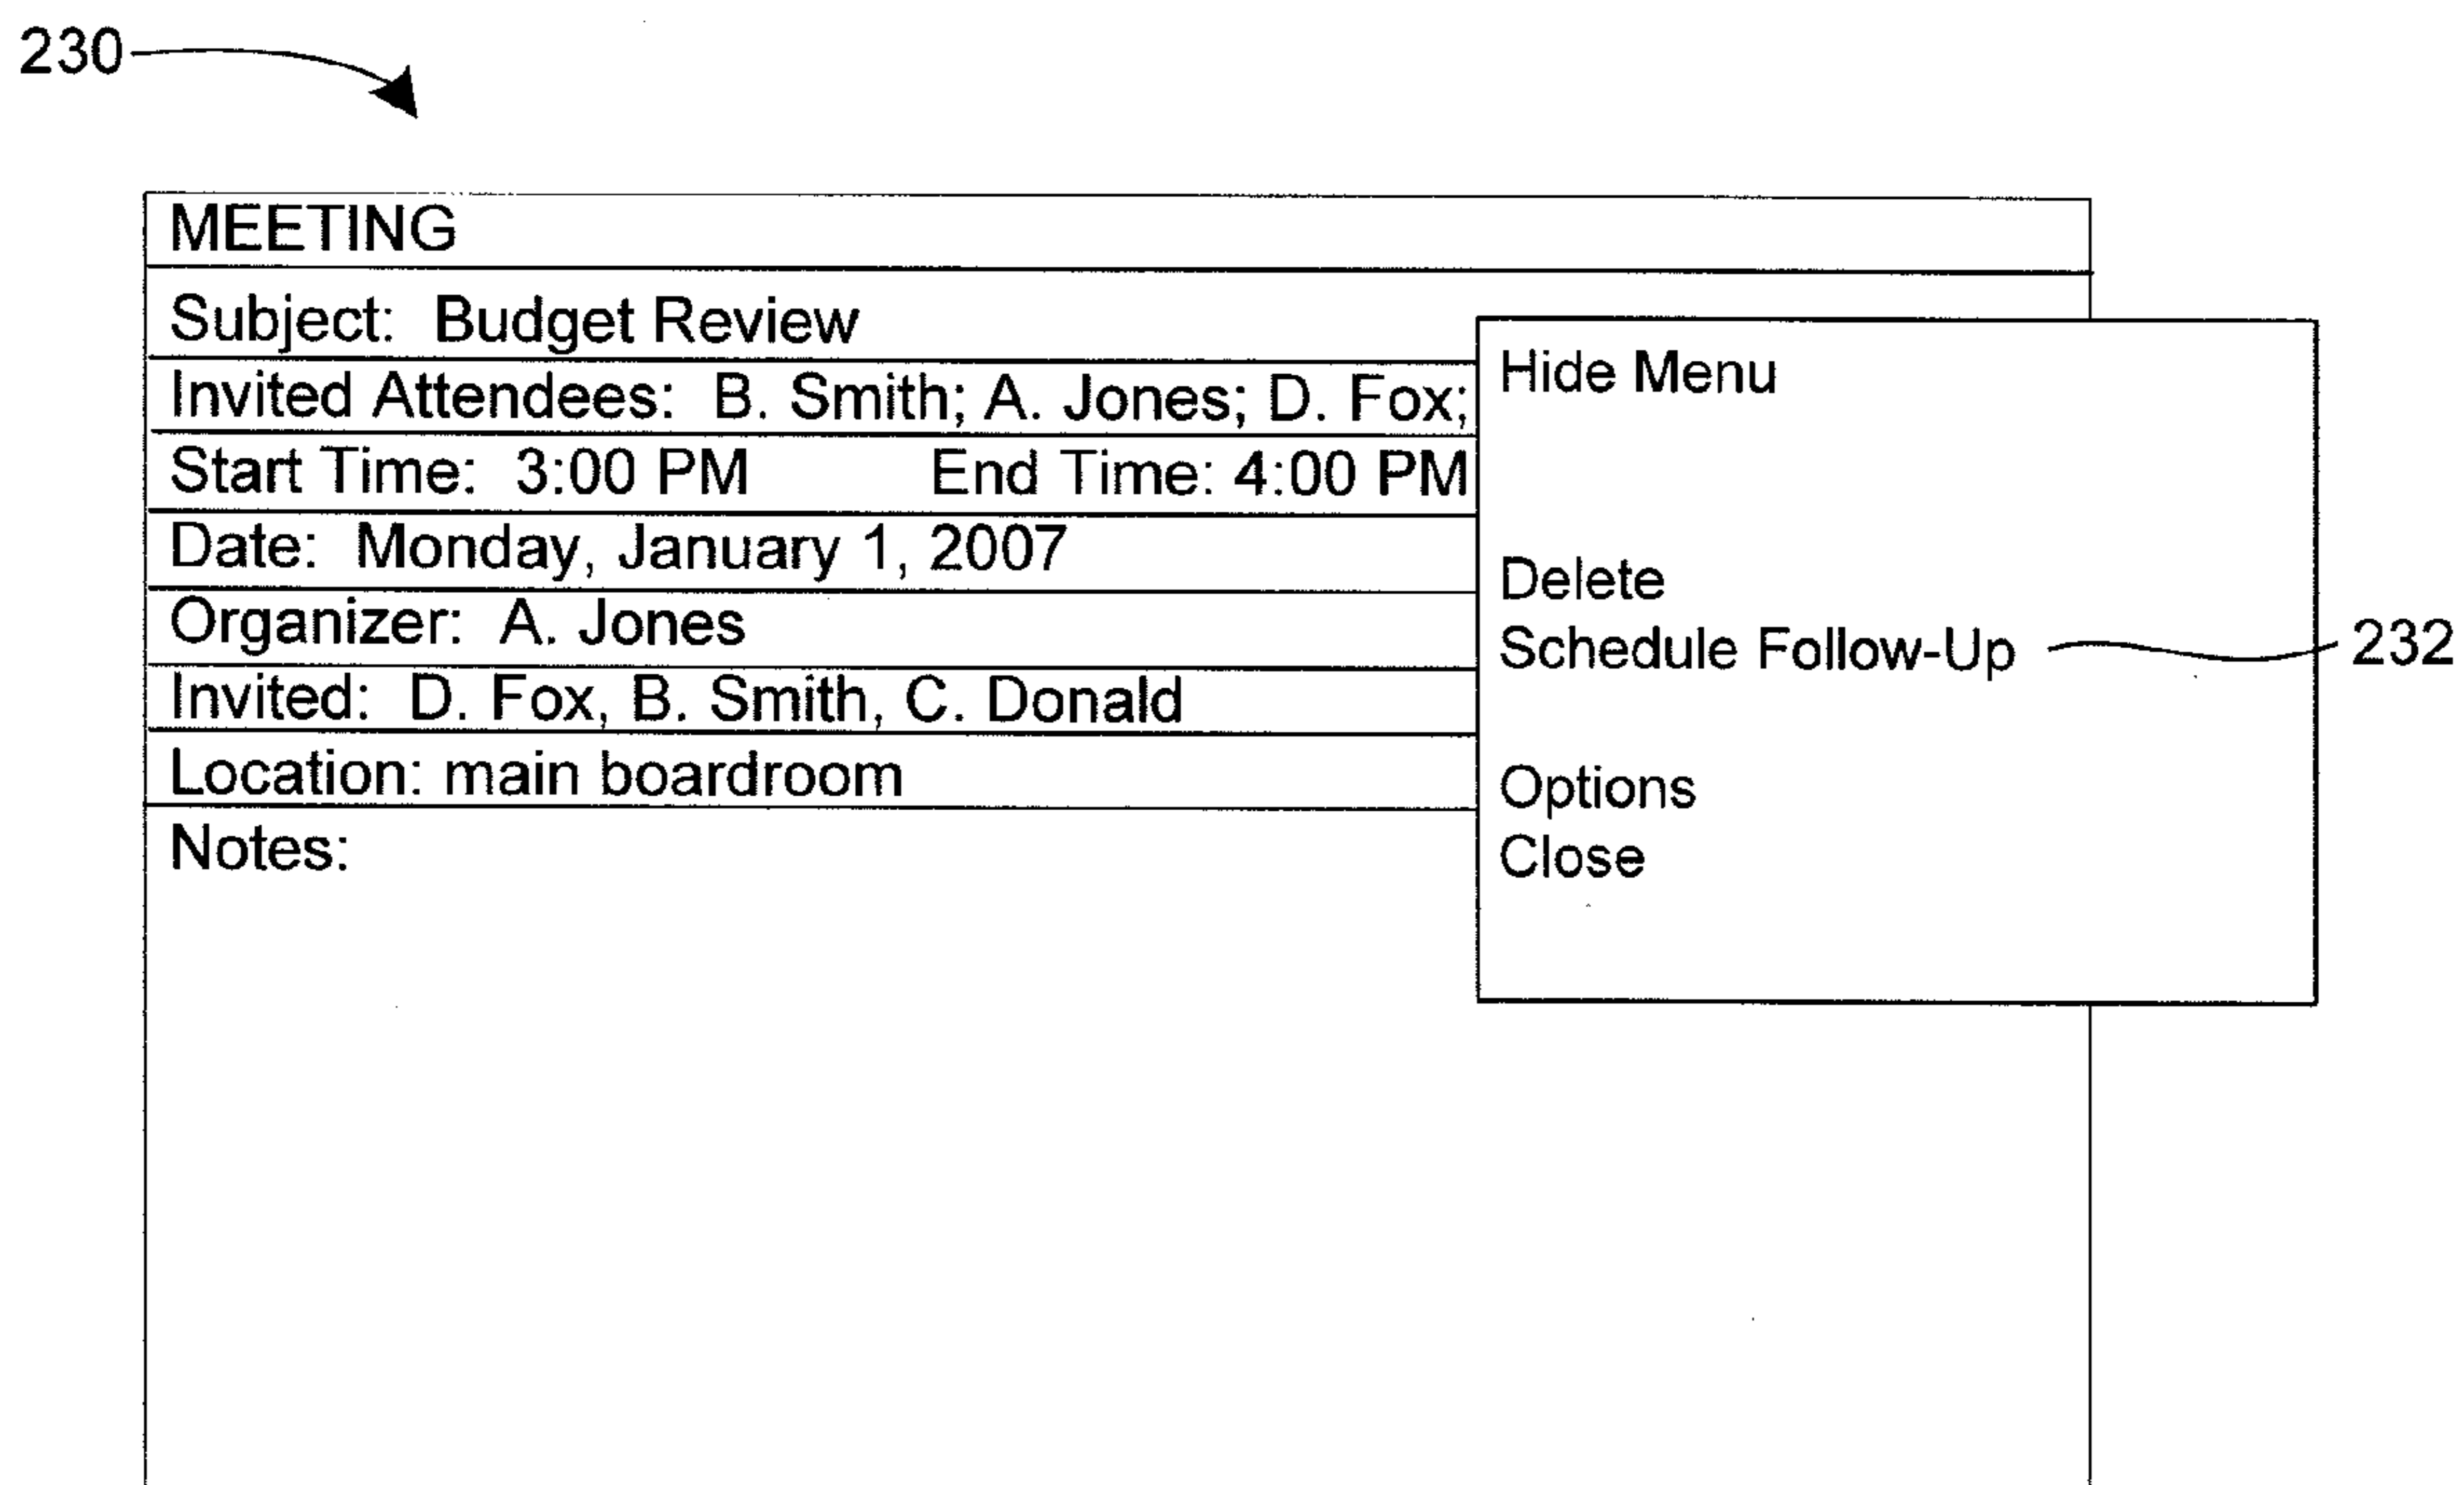 230
MEETING
Subject: Budget Review
Invited Attendees: B. Smith; A. Jones; D. Fox;
Start Time: 3:00 PM End Time: 4:00 PM
Date: Monday, January 1, 2007
Organizer: A. Jones
Invited: D. Fox, B. Smith, C. Donald
Location: main boardroom
Notes:
Hide Menu
Delete
Schedule Follow-Up
232
Options
Close